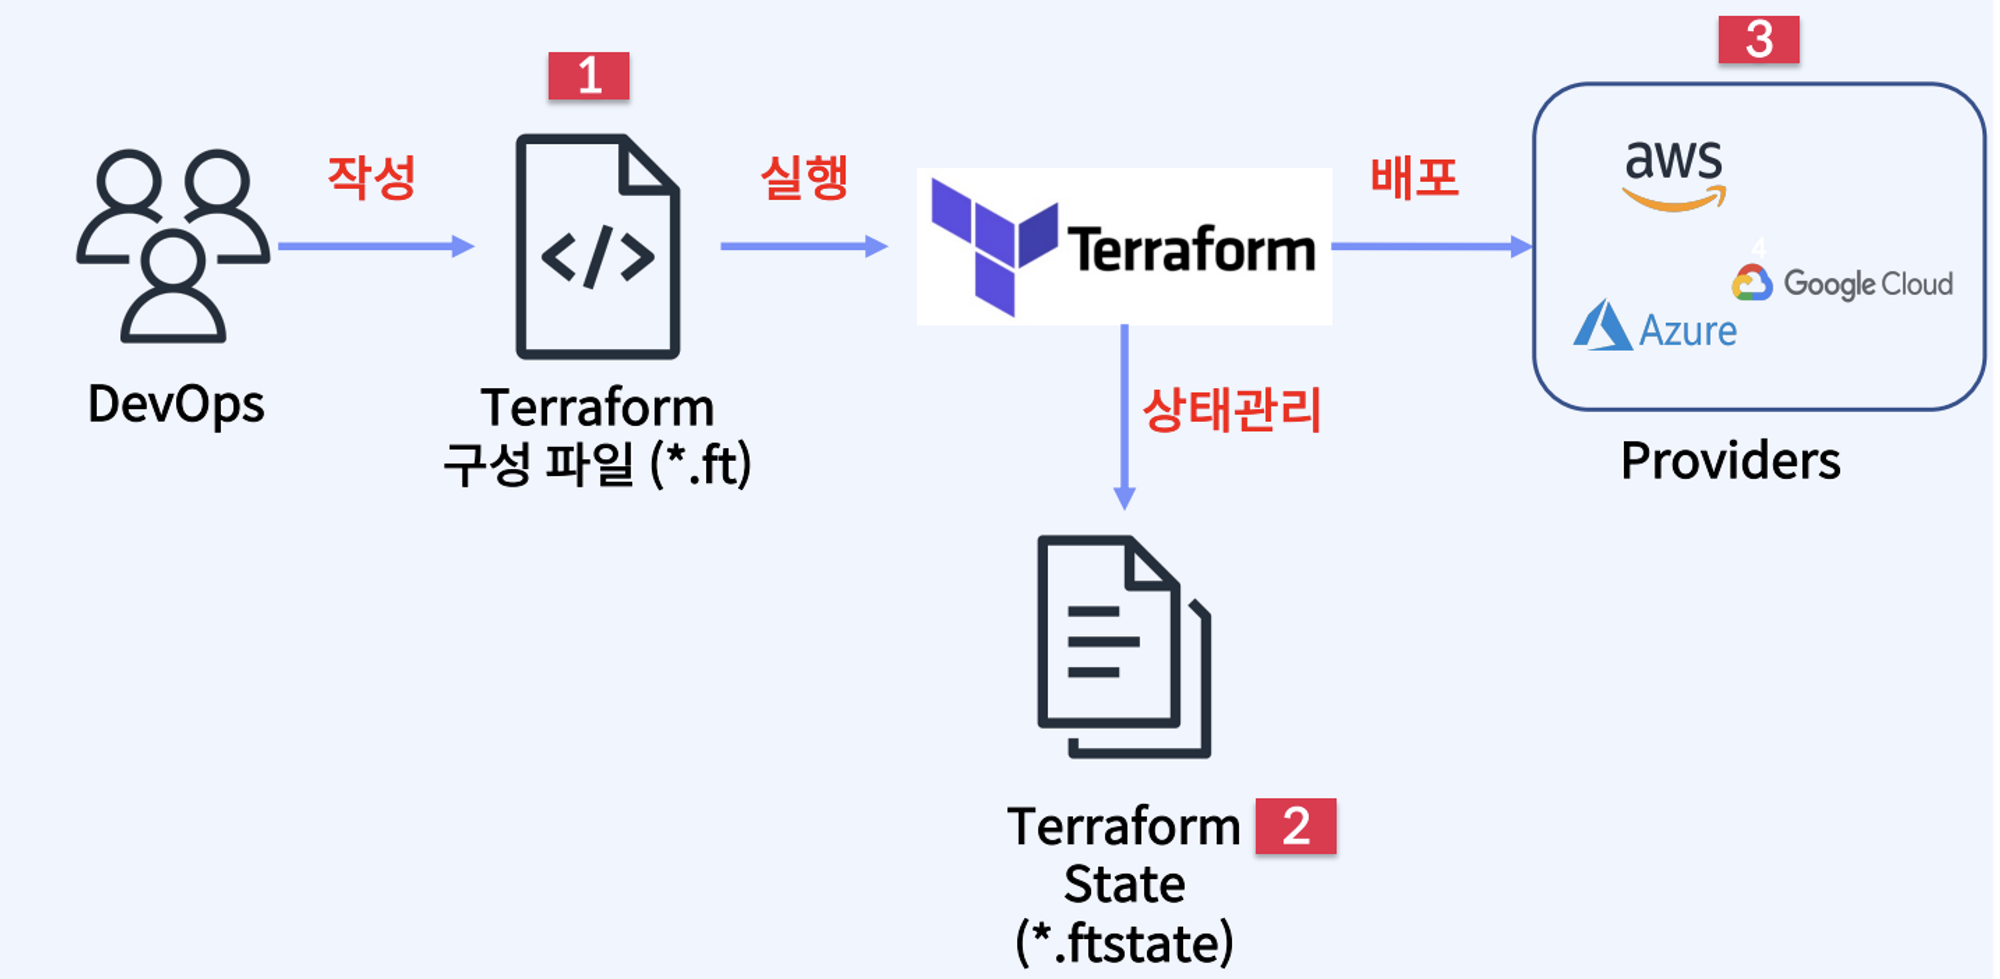 1
3
작성
실행
배포
aws
4
Google Cloud
Azure
Terraform
DevOps
Terraform
구성 파일 (*.ft)
상태관리
Providers
Terraform 2
State
(*.ftstate)